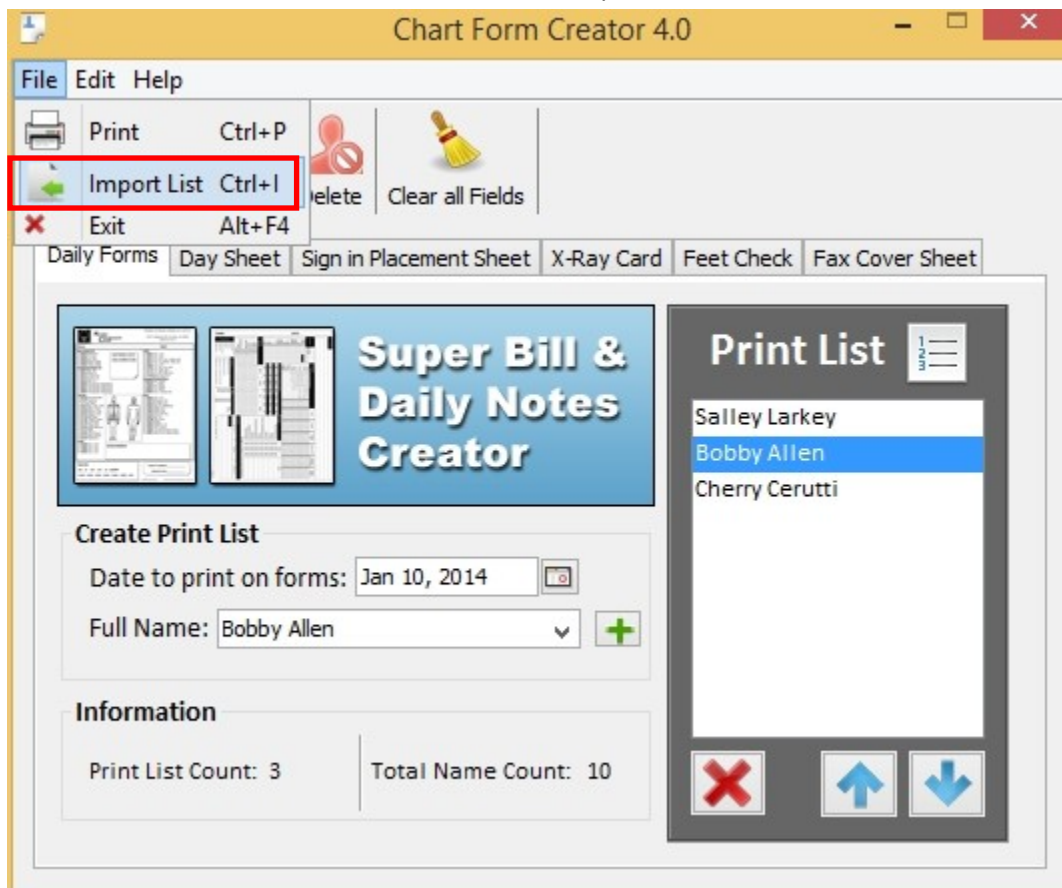 Chart Form Creator 4.0
File Edit Help
Print Ctrl+P
Import List Ctrl+I
Clear all Fields
Exit Alt+F4
Daily Forms Day Sheet Sign in Placement Sheet X-Ray Card Feet Check Fax Cover Sheet
Super Bill &
Daily Notes
Creator
Create Print List
Date to print on forms: Jan 10, 2014
Full Name: Bobby Allen
Information
Print List Count: 3 Total Name Count: 10
Print List
1
2
3
Salley Larkey
Bobby Allen
Cherry Cerutti